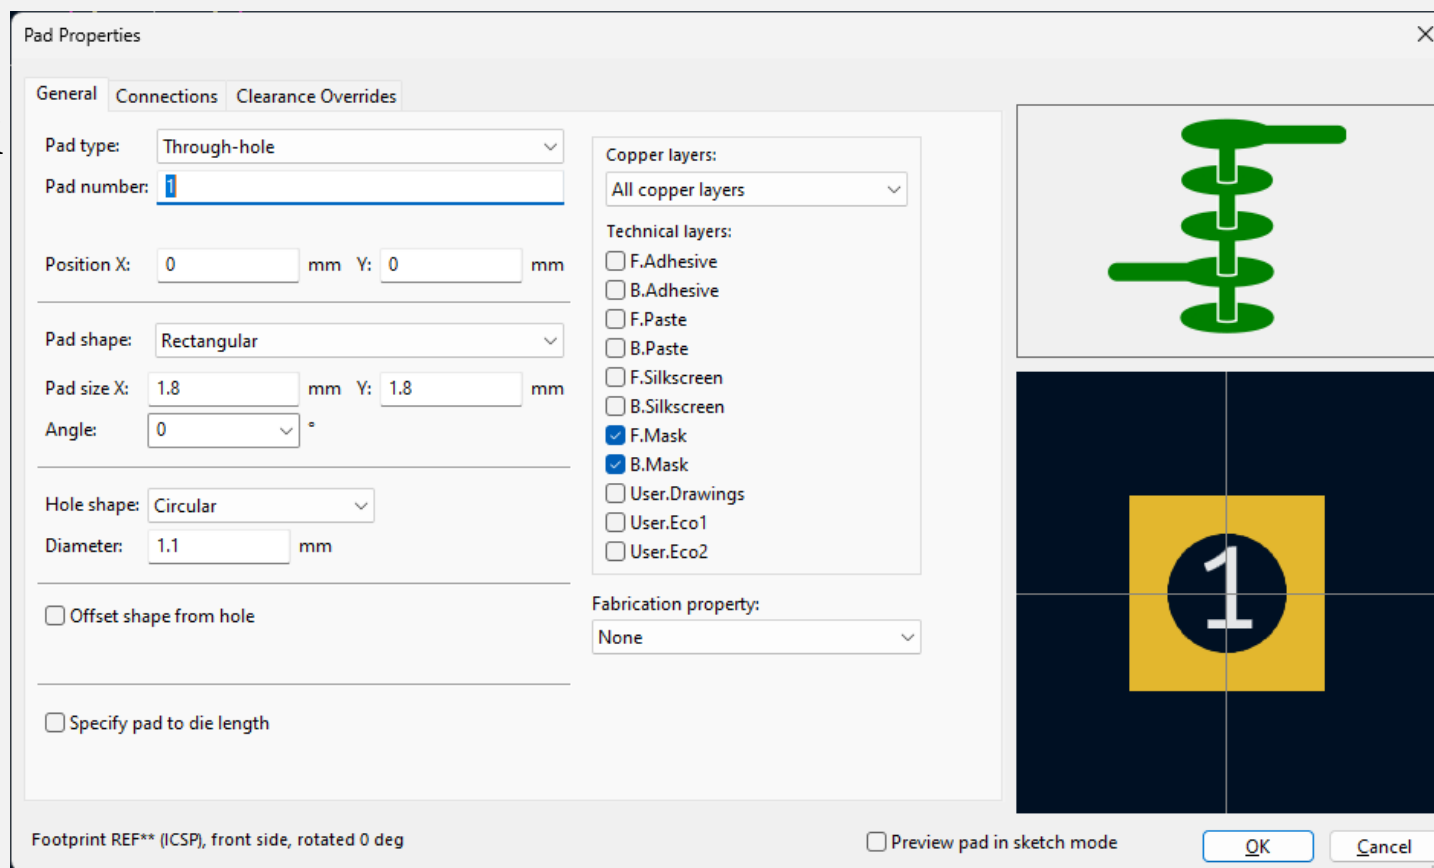 Pad Properties
General Connections Clearance Overrides
Pad type: Through-hole
Pad number: 1
Position X: 0 mm Y: 0 mm
Pad shape: Rectangular
Pad size X: 1.8 mm Y: 1.8 mm
Angle: 0 °
Hole shape: Circular
Diameter: 1.1 mm
Offset shape from hole
Specify pad to die length
Copper layers:
All copper layers
Technical layers:
F.Adhesive
B.Adhesive
F.Paste
B.Paste
F.Silkscreen
B.Silkscreen
F.Mask
B.Mask
User.Drawings
User.Eco1
User.Eco2
Fabrication property:
None
1
Footprint REF** (ICSP), front side, rotated 0 deg
Preview pad in sketch mode
OK
Cancel